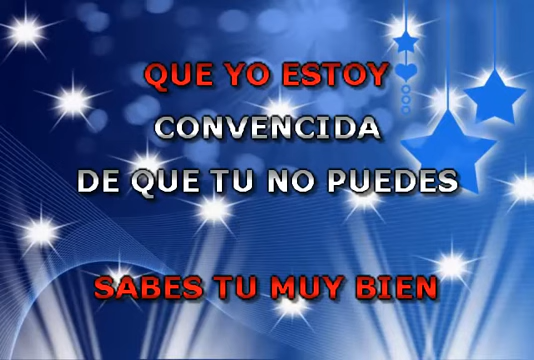 QUE YO ESTOY
CONVENCIDA
DE QUE TU NO PUEDES
SABES TU MUY BIEN